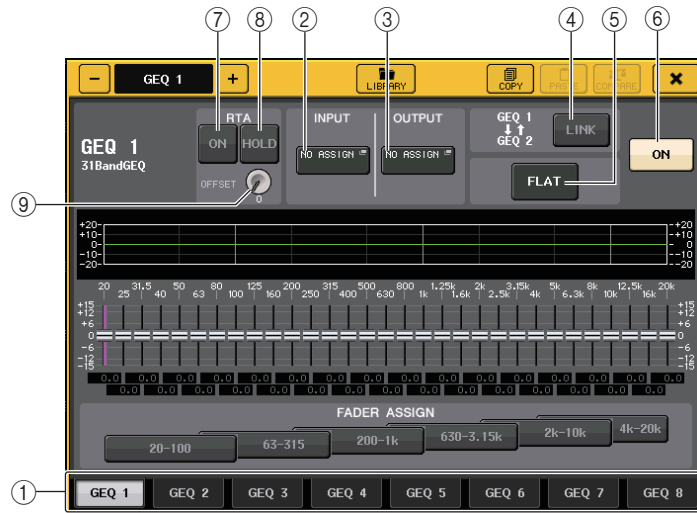 ⑦ ⑧ ② ③ ④ ⑤ ⑥
− GEQ 1 + LIBRARY COPY PASTE COMPARE ×
RTA INPUT OUTPUT GEQ 1 ↓↑ GEQ 2 LINK
GEQ 1
31BandGEQ
ON HOLD NO ASSIGN NO ASSIGN ON
FLAT
⑨ OFFSET
0
+20 +20
+10 +10
0 0
-10 -10
-20 -20
20 31.5 50 80 125 200 315 500 800 1.25k 2k 3.15k 5k 8k 12.5k 20k
25 40 63 100 160 250 400 630 1k 1.6k 2.5k 4k 6.3k 10k 16k
+15 +15
+12 +12
+6 +6
0 0
-6 -6
-12 -12
-15 -15
0.0 0.0 0.0 0.0 0.0 0.0 0.0 0.0 0.0 0.0 0.0 0.0 0.0 0.0 0.0 0.0
0.0 0.0 0.0 0.0 0.0 0.0 0.0 0.0 0.0 0.0 0.0 0.0 0.0 0.0 0.0
FADER ASSIGN
20-100 63-315 200-1k 630-3.15k 2k-10k 4k-20k
① GEQ 1 GEQ 2 GEQ 3 GEQ 4 GEQ 5 GEQ 6 GEQ 7 GEQ 8